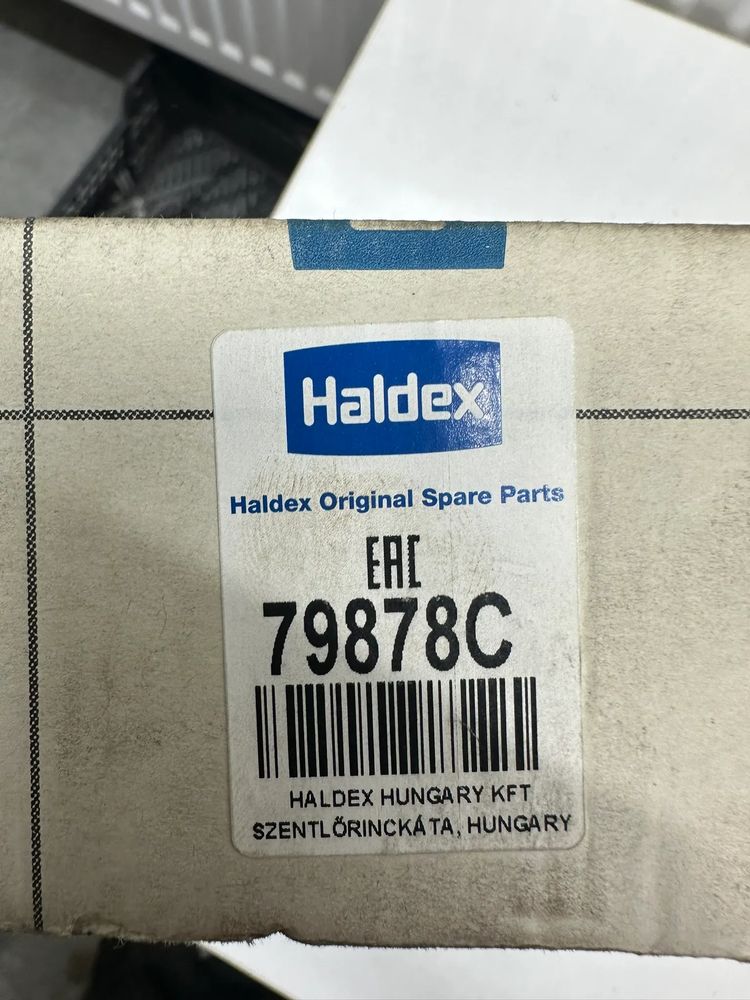 Haldex
Haldex Original Spare Parts
EAC
79878C
HALDEX HUNGARY KFT
SZENTLŐRINCKÁTA, HUNGARY